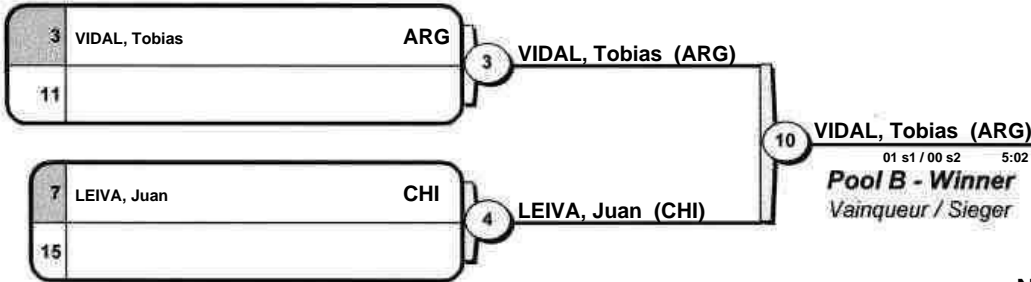 3 VIDAL, Tobias ARG
3 VIDAL, Tobias (ARG)
11
10 VIDAL, Tobias (ARG)
01 s1 / 00 s2 5:02
Pool B - Winner
Vainqueur / Sieger
7 LEIVA, Juan CHI
4 LEIVA, Juan (CHI)
15